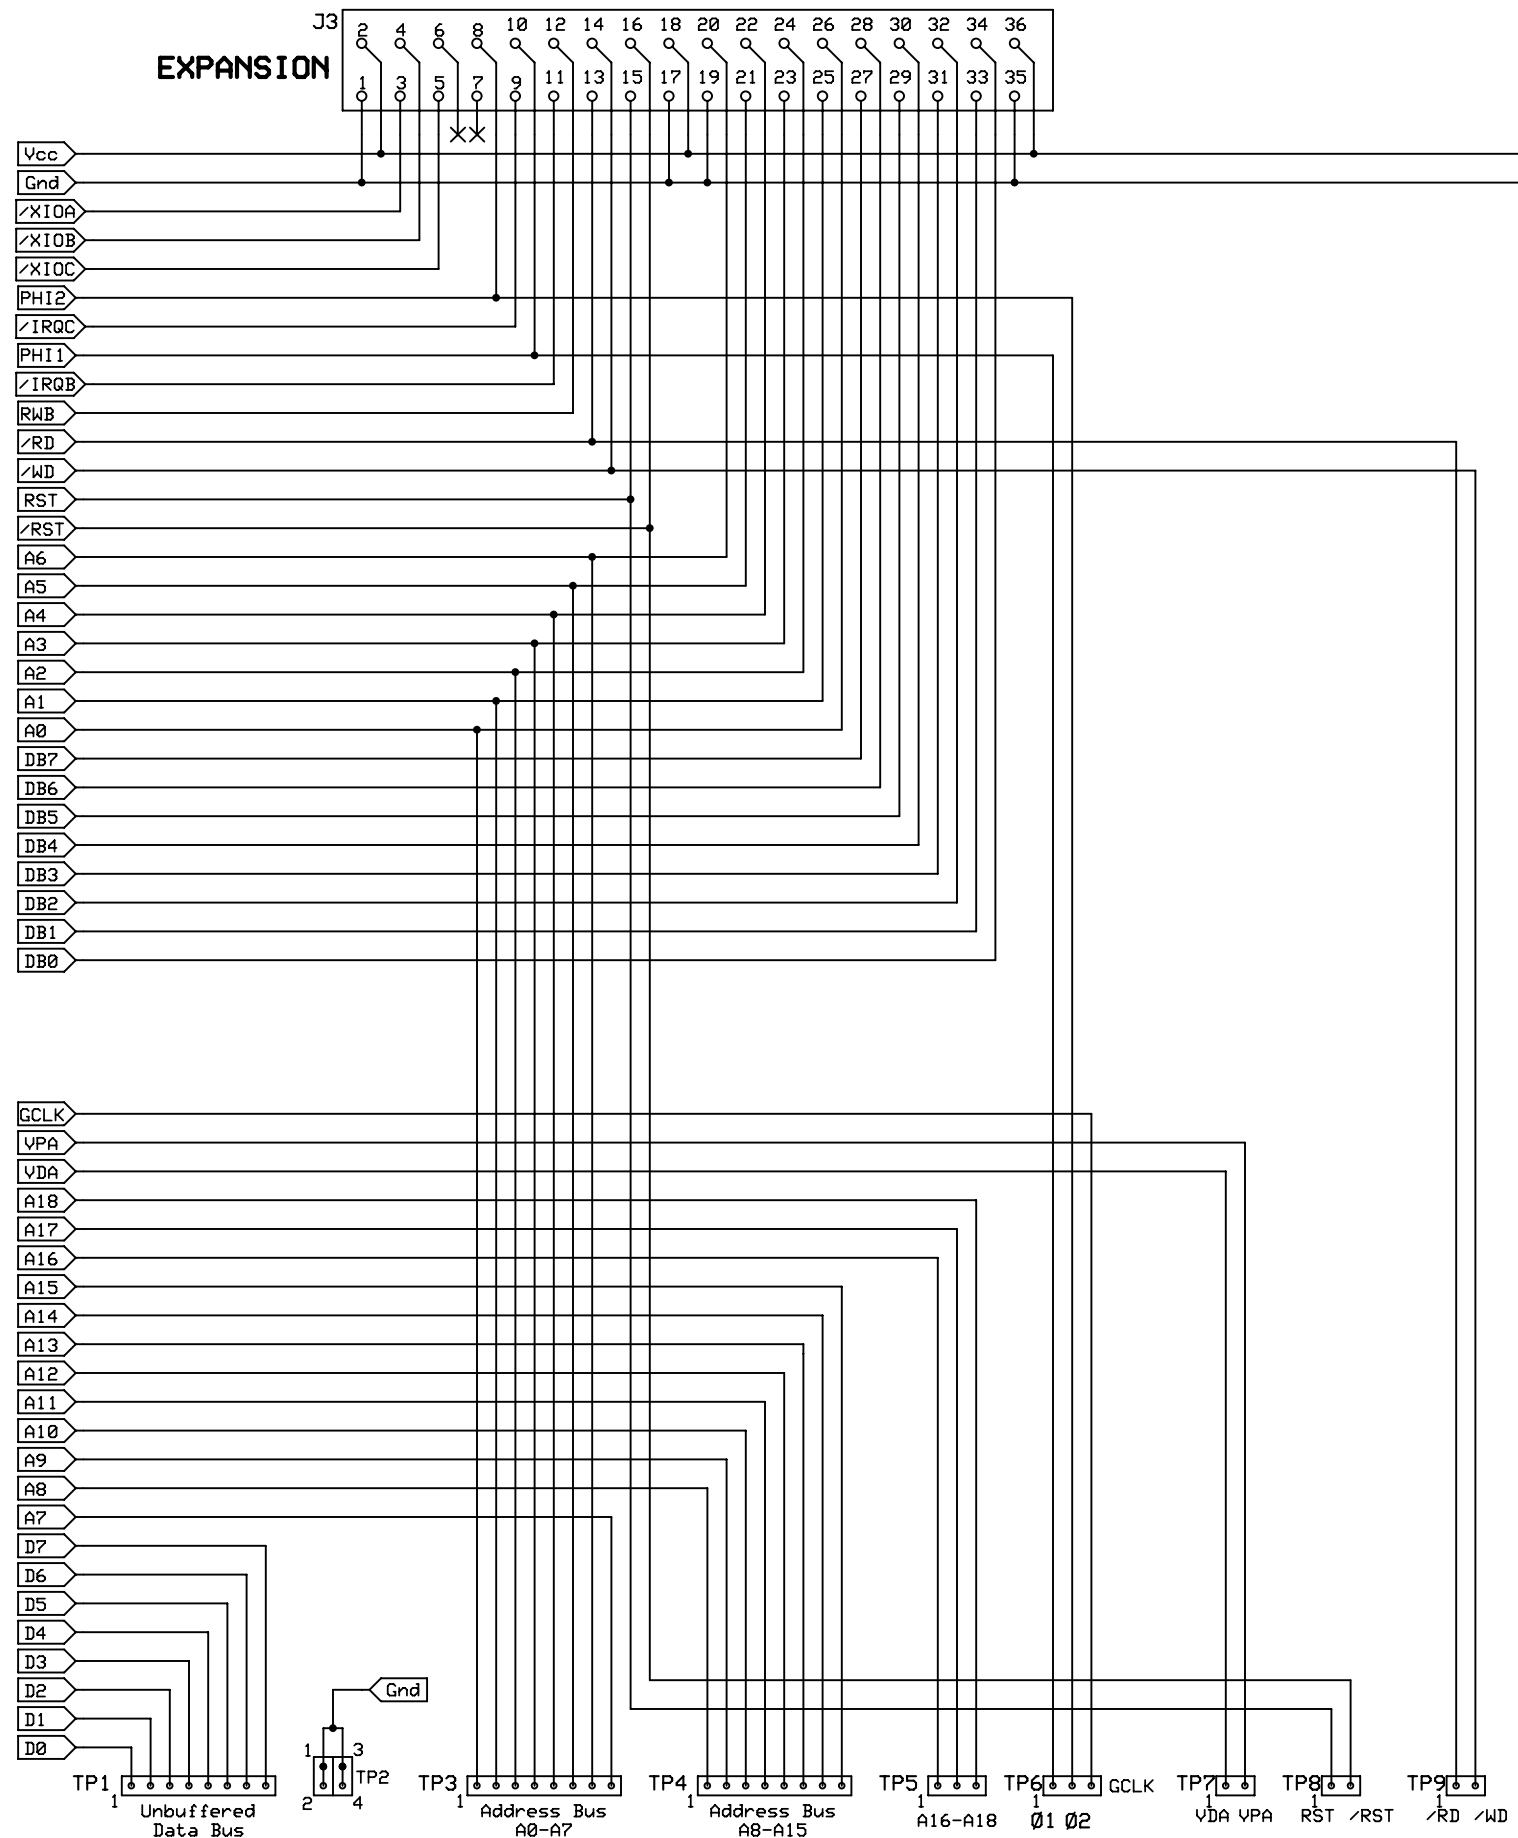 J3
2 4 6 8 10 12 14 16 18 20 22 24 26 28 30 32 34 36
EXPANSION
1 3 5 7 9 11 13 15 17 19 21 23 25 27 29 31 33 35
Vcc
Gnd
/XIOA
/XIOB
/XIOC
PHI2
/IRQC
PHI1
/IRQB
RWB
/RD
/WD
RST
/RST
A6
A5
A4
A3
A2
A1
A0
DB7
DB6
DB5
DB4
DB3
DB2
DB1
DB0
GCLK
VPA
VDA
A18
A17
A16
A15
A14
A13
A12
A11
A10
A9
A8
A7
D7
D6
D5
D4
D3
D2
D1
D0
Gnd
TP1
1
Unbuffered
Data Bus
1 3
TP2
2 4
TP3
1
Address Bus
A0-A7
TP4
1
Address Bus
A8-A15
TP5
1
A16-A18
TP6
GCLK
1
Ø1 Ø2
TP7
1
VDA VPA
TP8
1
RST /RST
TP9
1
/RD /WD